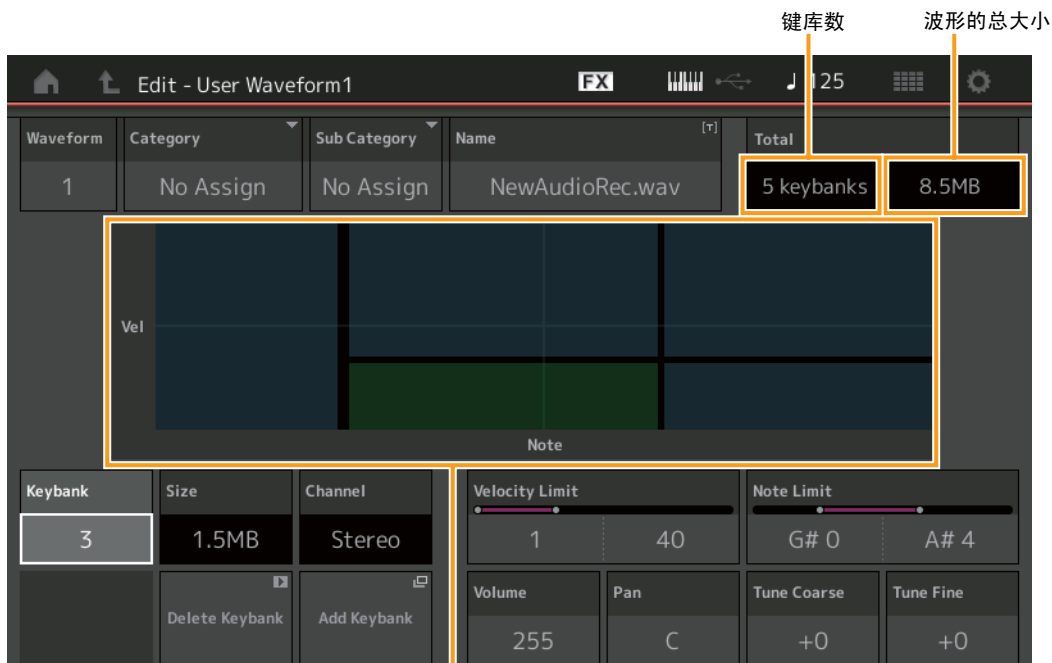 键库数 波形的总大小
Edit - User Waveform1 FX ♩ 125
Waveform Category Sub Category Name [T] Total
1 No Assign No Assign NewAudioRec.wav 5 keybanks 8.5MB
Vel
Note
Keybank Size Channel Velocity Limit Note Limit
3 1.5MB Stereo 1 40 G# 0 A# 4
Delete Keybank Add Keybank Volume Pan Tune Coarse Tune Fine
255 C +0 +0